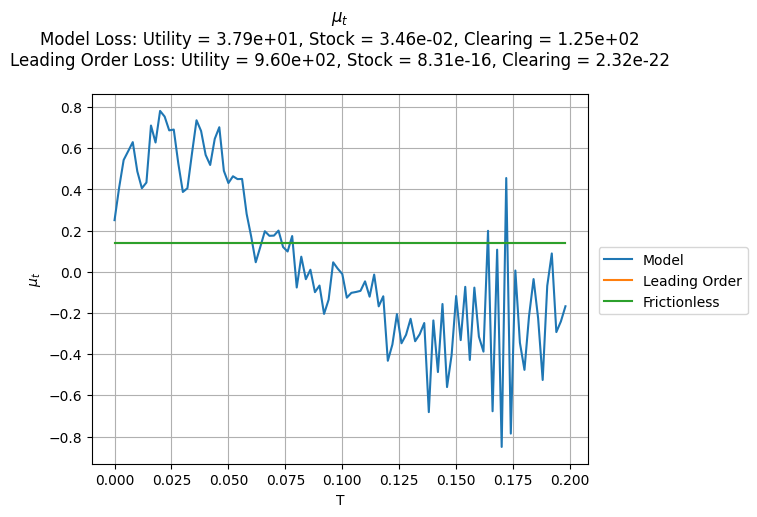 μ_t
Model Loss: Utility = 3.79e+01, Stock = 3.46e-02, Clearing = 1.25e+02
Leading Order Loss: Utility = 9.60e+02, Stock = 8.31e-16, Clearing = 2.32e-22
0.8
0.6
0.4
0.2
0.0
−0.2
−0.4
−0.6
−0.8
μ_t
0.000 0.025 0.050 0.075 0.100 0.125 0.150 0.175 0.200
T
Model
Leading Order
Frictionless